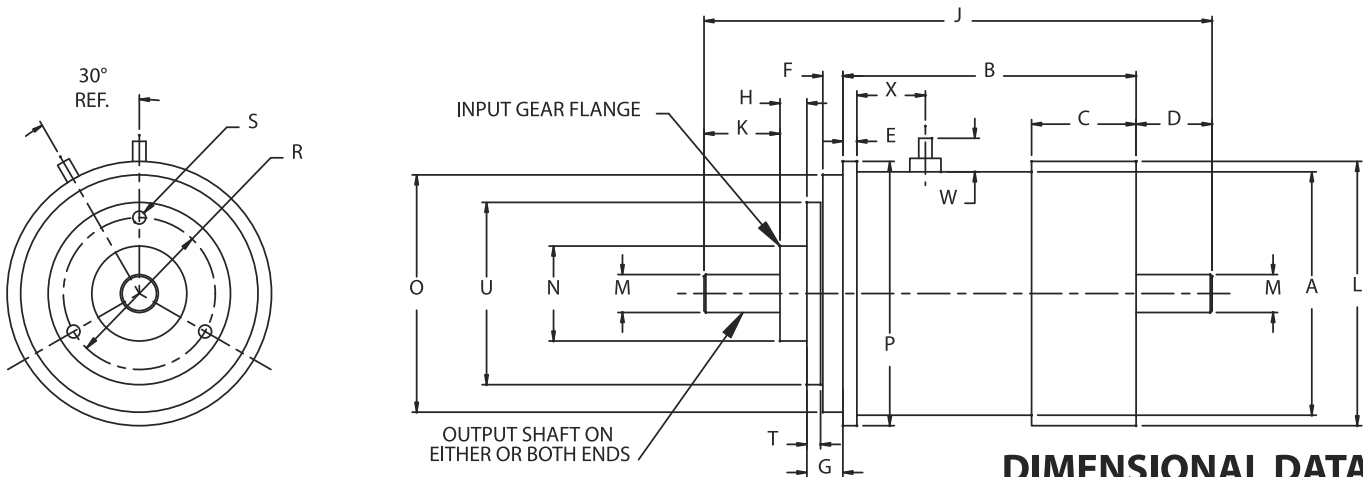 30°
REF.
S
R
J
F
B
H
X
INPUT GEAR FLANGE
K
E
C
D
W
O
U
N
M
P
M
A
L
OUTPUT SHAFT ON
EITHER OR BOTH ENDS
T
G
DIMENSIONAL DATA